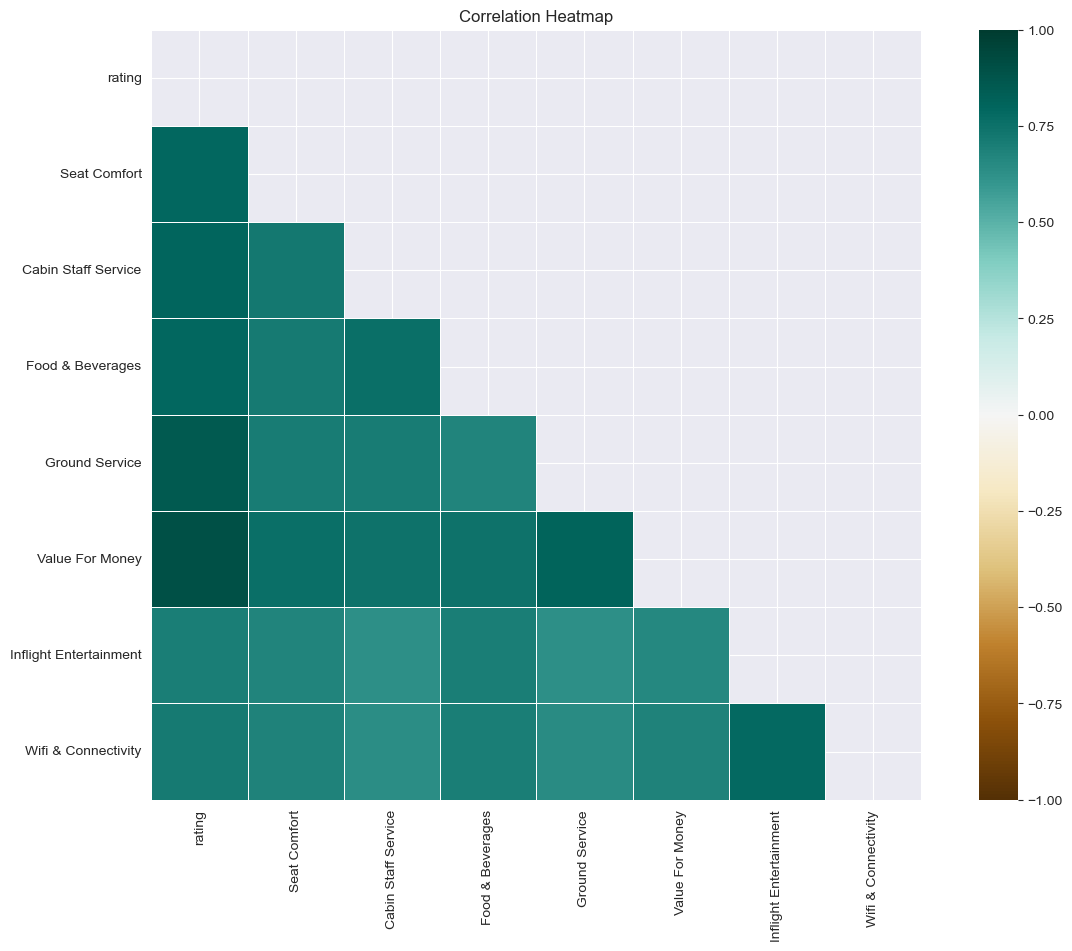 Correlation Heatmap
rating
Seat Comfort
Cabin Staff Service
Food & Beverages
Ground Service
Value For Money
Inflight Entertainment
Wifi & Connectivity
rating
Seat Comfort
Cabin Staff Service
Food & Beverages
Ground Service
Value For Money
Inflight Entertainment
Wifi & Connectivity
1.00
0.75
0.50
0.25
0.00
−0.25
−0.50
−0.75
−1.00